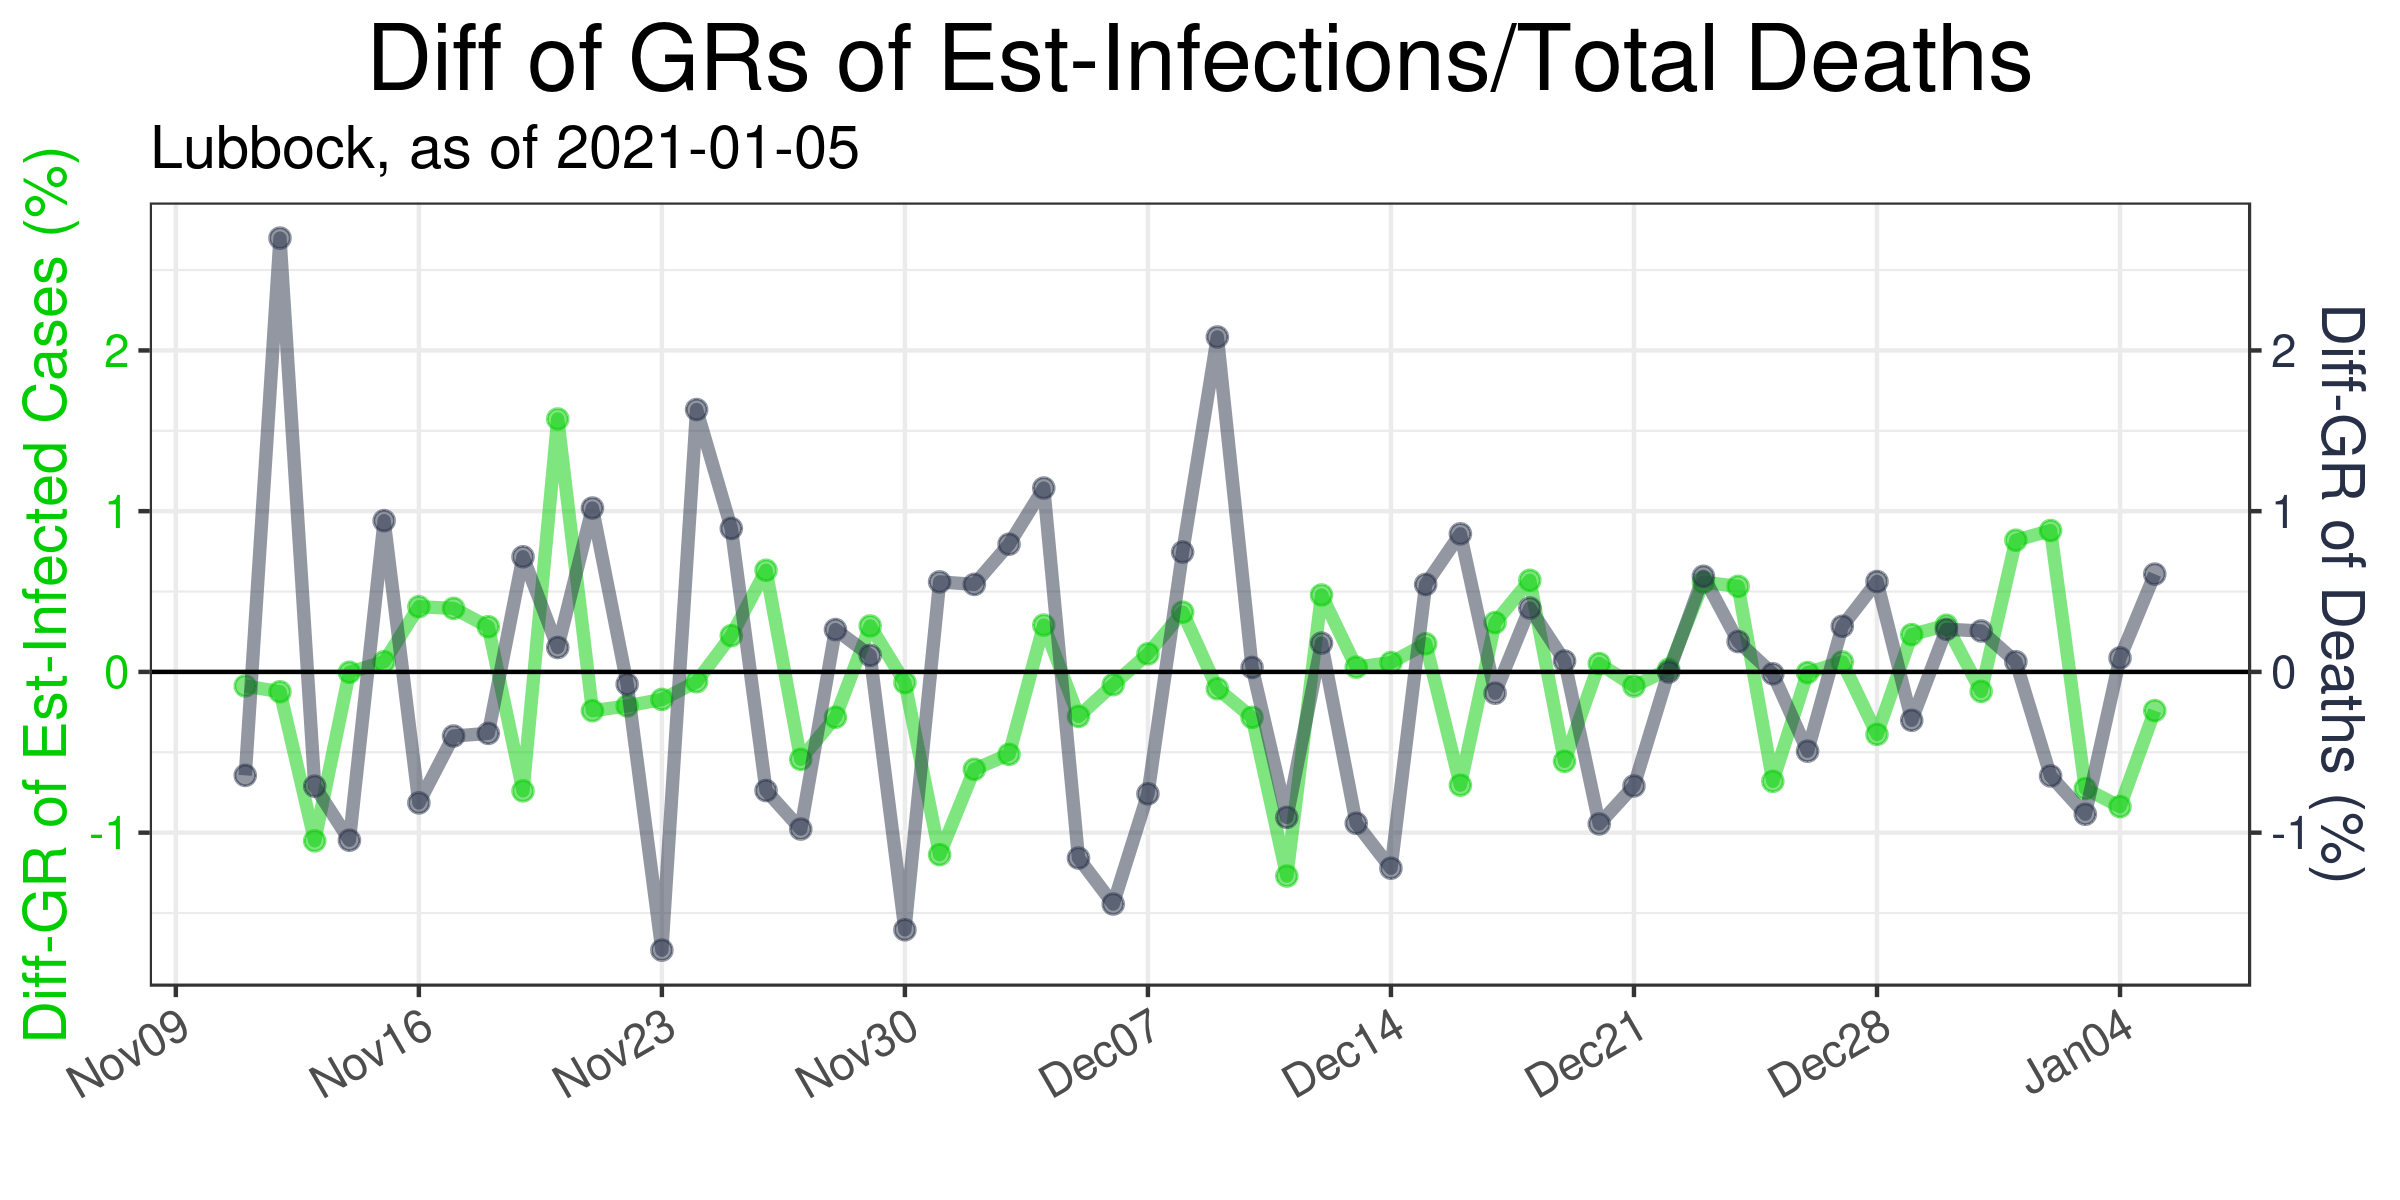 Diff of GRs of Est-Infections/Total Deaths
Lubbock, as of 2021-01-05
Diff-GR of Est-Infected Cases (%)
2
1
0
-1
2
1
0
-1
Diff-GR of Deaths (%)
Nov09
Nov16
Nov23
Nov30
Dec07
Dec14
Dec21
Dec28
Jan04